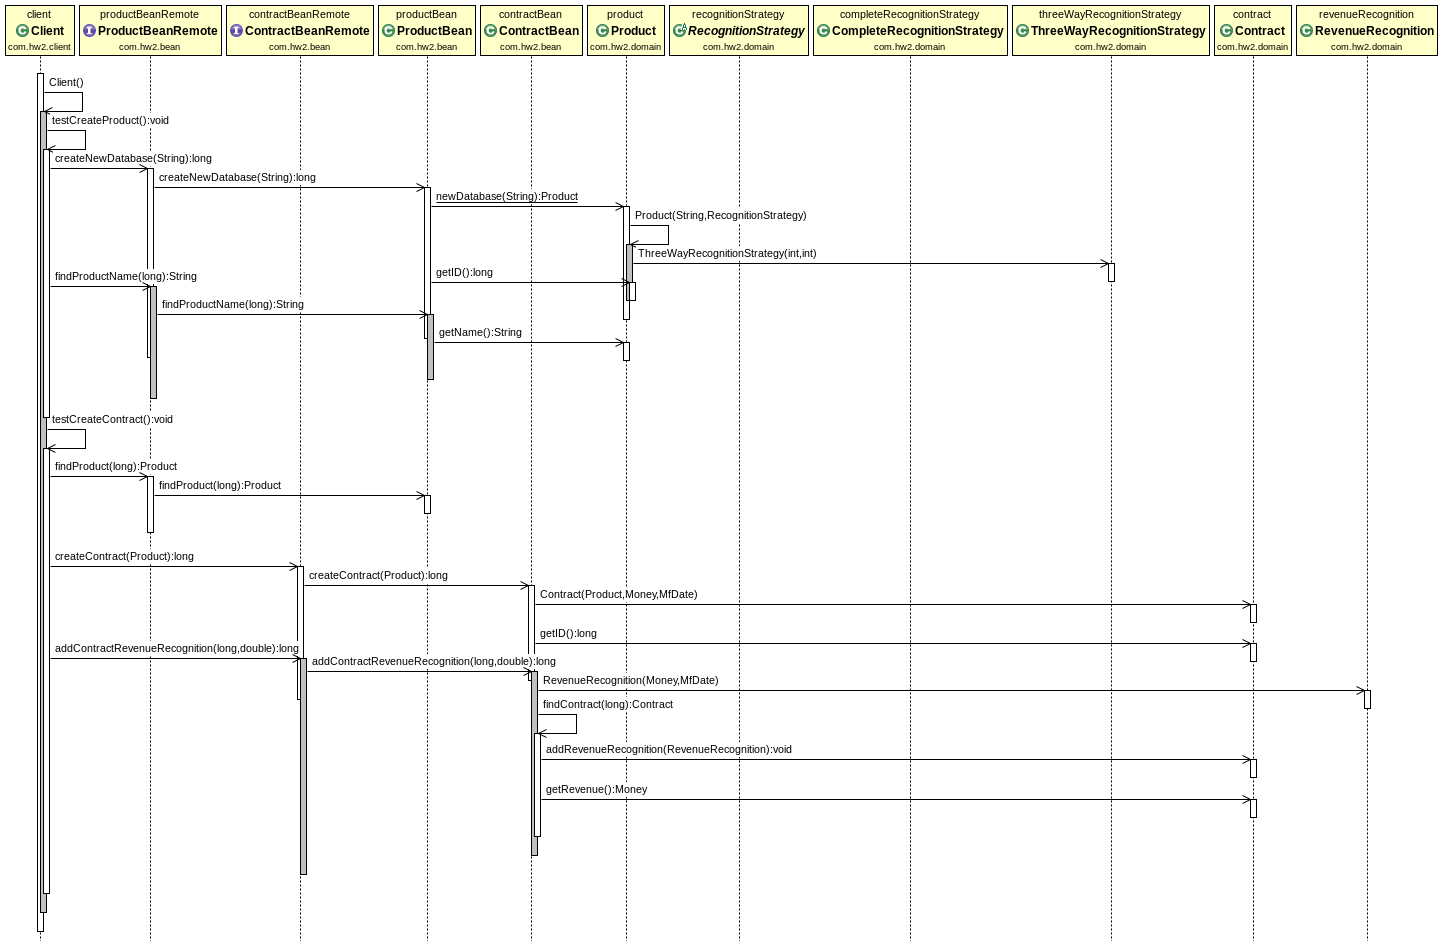 client
Client
com.hw2.client
productBeanRemote
ProductBeanRemote
com.hw2.bean
contractBeanRemote
ContractBeanRemote
com.hw2.bean
productBean
ProductBean
com.hw2.bean
contractBean
ContractBean
com.hw2.bean
product
Product
com.hw2.domain
recognitionStrategy
RecognitionStrategy
com.hw2.domain
completeRecognitionStrategy
CompleteRecognitionStrategy
com.hw2.domain
threeWayRecognitionStrategy
ThreeWayRecognitionStrategy
com.hw2.domain
contract
Contract
com.hw2.domain
revenueRecognition
RevenueRecognition
com.hw2.domain
Client()
testCreateProduct():void
createNewDatabase(String):long
createNewDatabase(String):long
newDatabase(String):Product
Product(String,RecognitionStrategy)
ThreeWayRecognitionStrategy(int,int)
getID():long
findProductName(long):String
findProductName(long):String
getName():String
testCreateContract():void
findProduct(long):Product
findProduct(long):Product
createContract(Product):long
createContract(Product):long
Contract(Product,Money,MfDate)
getID():long
addContractRevenueRecognition(long,double):long
addContractRevenueRecognition(long,double):long
RevenueRecognition(Money,MfDate)
findContract(long):Contract
addRevenueRecognition(RevenueRecognition):void
getRevenue():Money